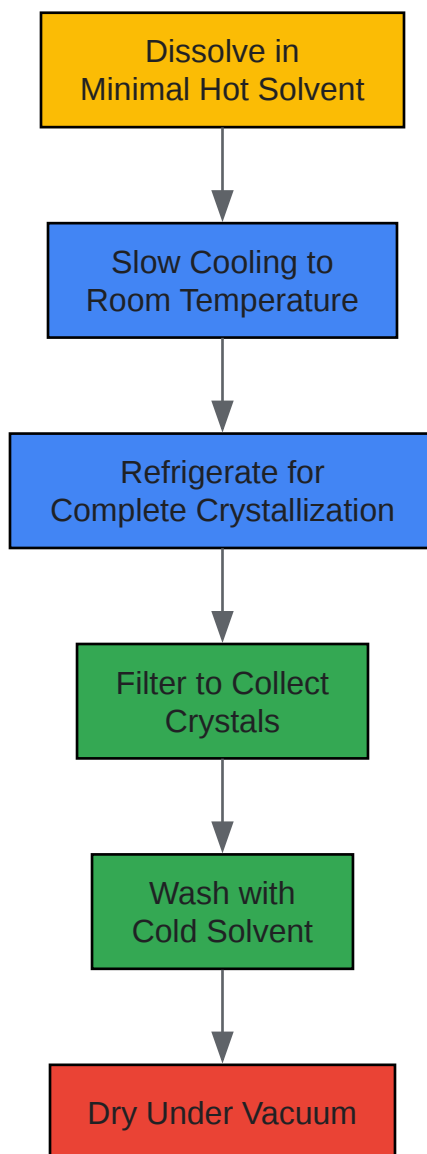 Dissolve in
Minimal Hot Solvent
Slow Cooling to
Room Temperature
Refrigerate for
Complete Crystallization
Filter to Collect
Crystals
Wash with
Cold Solvent
Dry Under Vacuum